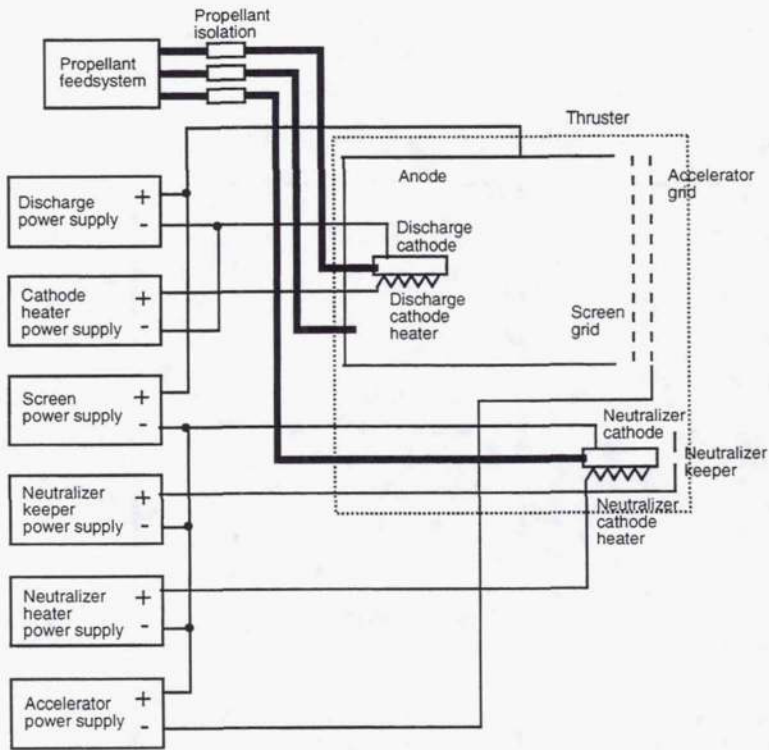 Propellant
isolation
Propellant
feedsystem
Thruster
Anode
Accelerator
grid
Discharge
power supply
+
-
Discharge
cathode
Cathode
heater
power supply
+
-
Discharge
cathode
heater
Screen
grid
Screen
power supply
+
-
Neutralizer
cathode
Neutralizer
keeper
Neutralizer
keeper
power supply
+
-
Neutralizer
cathode
heater
Neutralizer
heater
power supply
+
-
Accelerator
power supply
+
-